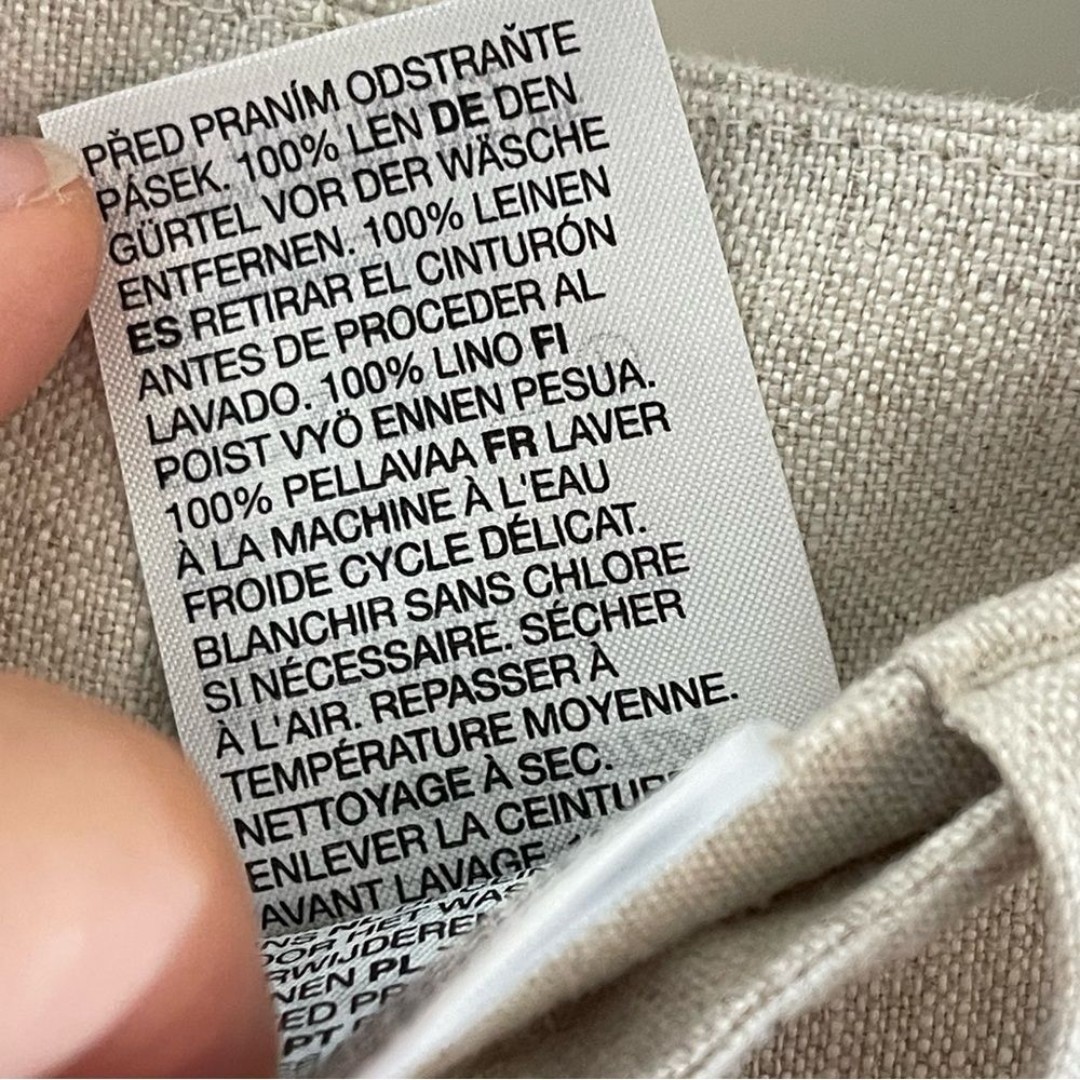 PŘED PRANÍM ODSTRAŇTE
PÁSEK. 100% LEN DE DEN
GÜRTEL VOR DER WÄSCHE
ENTFERNEN. 100% LEINEN
ES RETIRAR EL CINTURÓN
ANTES DE PROCEDER AL
LAVADO. 100% LINO FI
POIST VYÖ ENNEN PESUA.
100% PELLAVAA FR LAVER
À LA MACHINE À L'EAU
FROIDE CYCLE DÉLICAT.
BLANCHIR SANS CHLORE
SI NÉCESSAIRE. SÉCHER
À L'AIR. REPASSER À
TEMPÉRATURE MOYENNE.
NETTOYAGE À SEC.
ENLEVER LA
AVANT LAVAGE.
HET
PL
PT